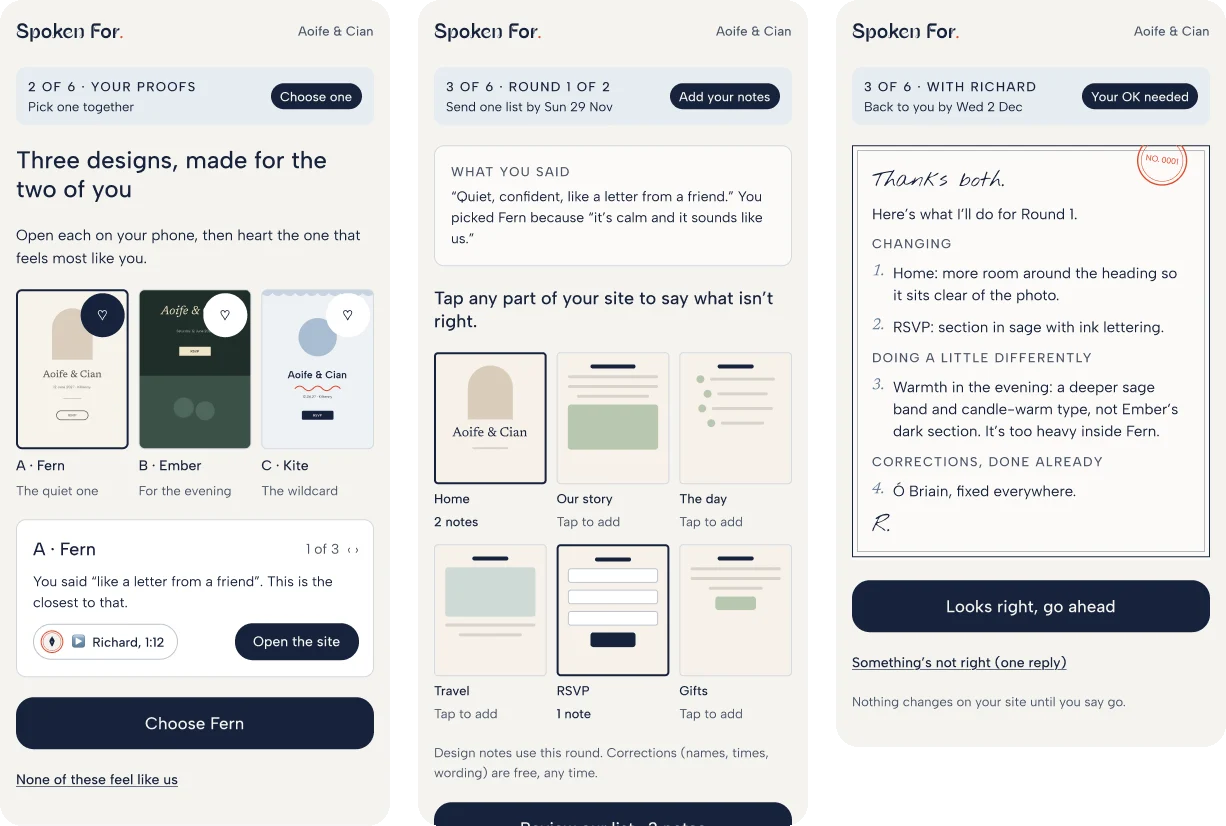 Spoken For.
Aoife & Cian
2 OF 6 · YOUR PROOFS
Pick one together
Choose one
Three designs, made for the
two of you
Open each on your phone, then heart the one that
feels most like you.
Aoife & Cian
RSVP
Aoife &
RSVP
Aoife & Cian
RSVP
A · Fern
The quiet one
B · Ember
For the evening
C · Kite
The wildcard
A · Fern
1 of 3 ‹ ›
You said “like a letter from a friend”. This is the
closest to that.
Richard, 1:12
Open the site
Choose Fern
None of these feel like us
Spoken For.
Aoife & Cian
3 OF 6 · ROUND 1 OF 2
Send one list by Sun 29 Nov
Add your notes
WHAT YOU SAID
“Quiet, confident, like a letter from a friend.” You
picked Fern because “it’s calm and it sounds like
us.”
Tap any part of your site to say what isn’t
right.
Aoife & Cian
Home
2 notes
Our story
Tap to add
The day
Tap to add
Travel
Tap to add
RSVP
1 note
Gifts
Tap to add
Design notes use this round. Corrections (names, times,
wording) are free, any time.
Spoken For.
Aoife & Cian
3 OF 6 · WITH RICHARD
Back to you by Wed 2 Dec
Your OK needed
NO. 0001
Thanks both.
Here’s what I’ll do for Round 1.
CHANGING
1. Home: more room around the heading so
it sits clear of the photo.
2. RSVP: section in sage with ink lettering.
DOING A LITTLE DIFFERENTLY
3. Warmth in the evening: a deeper sage
band and candle-warm type, not Ember’s
dark section. It’s too heavy inside Fern.
CORRECTIONS, DONE ALREADY
4. Ó Briain, fixed everywhere.
R.
Looks right, go ahead
Something’s not right (one reply)
Nothing changes on your site until you say go.